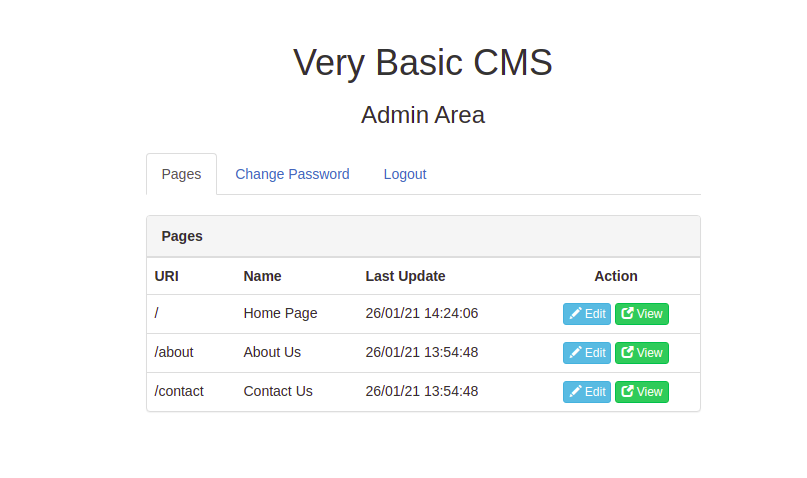 Very Basic CMS
Admin Area
Pages Change Password Logout
Pages
URI Name Last Update Action
/ Home Page 26/01/21 14:24:06 Edit View
/about About Us 26/01/21 13:54:48 Edit View
/contact Contact Us 26/01/21 13:54:48 Edit View